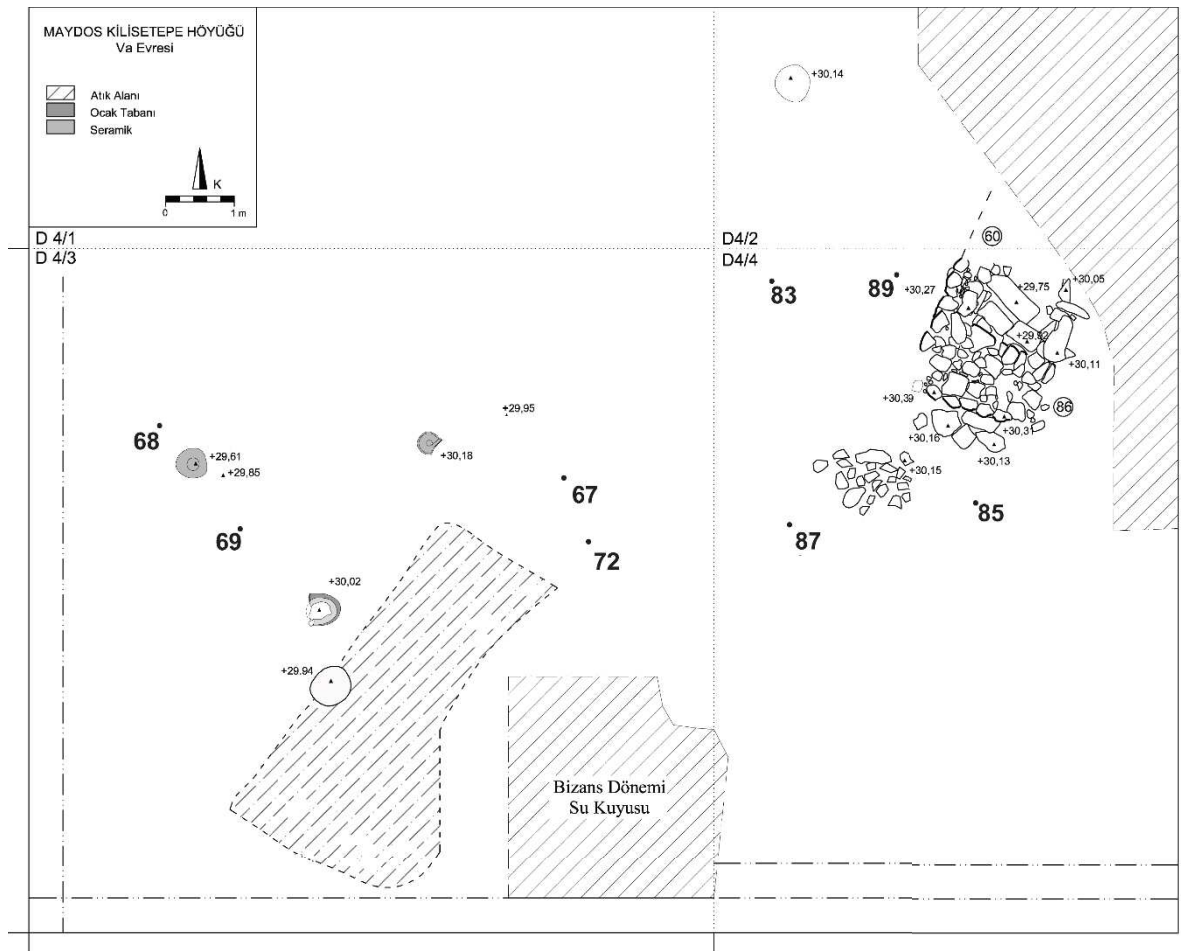 MAYDOS KİLİSETEPE HÖYÜĞÜ
Va Evresi
Atık Alanı
Ocak Tabanı
Seramik
K
0 1 m
+30,14
D 4/1
D4/2
D 4/3
D4/4
60
83
89
+30,27
+29,75
+30,05
+29.92
+30,11
+30,39
86
+29,95
68
+30,16
+30,31
+30,18
+30,13
+29,61
+29,85
+30,15
67
85
69
87
72
+30,02
+29.94
Bizans Dönemi
Su Kuyusu